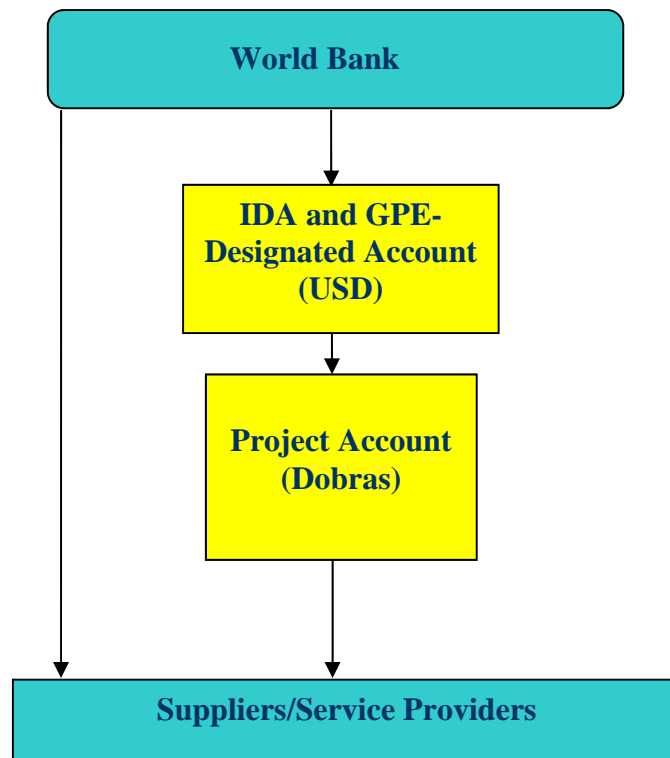 World Bank
IDA and GPE-
Designated Account
(USD)
Project Account
(Dobras)
Suppliers/Service Providers